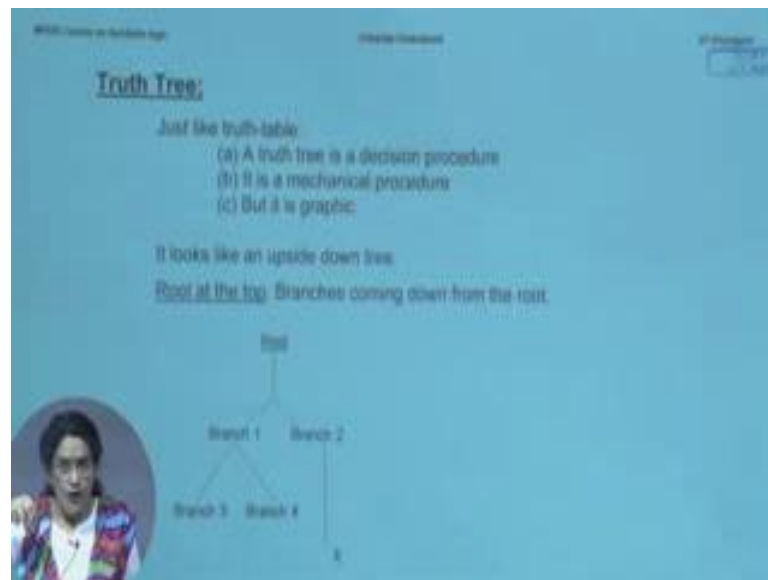 Truth Tree:
Just like truth-table:
(a) A truth tree is a decision procedure
(b) It is a mechanical procedure
(c) But it is graphic.
It looks like an upside down tree.
Root at the top. Branches coming down from the root.
Root
Branch 1 Branch 2
Branch 3 Branch 4